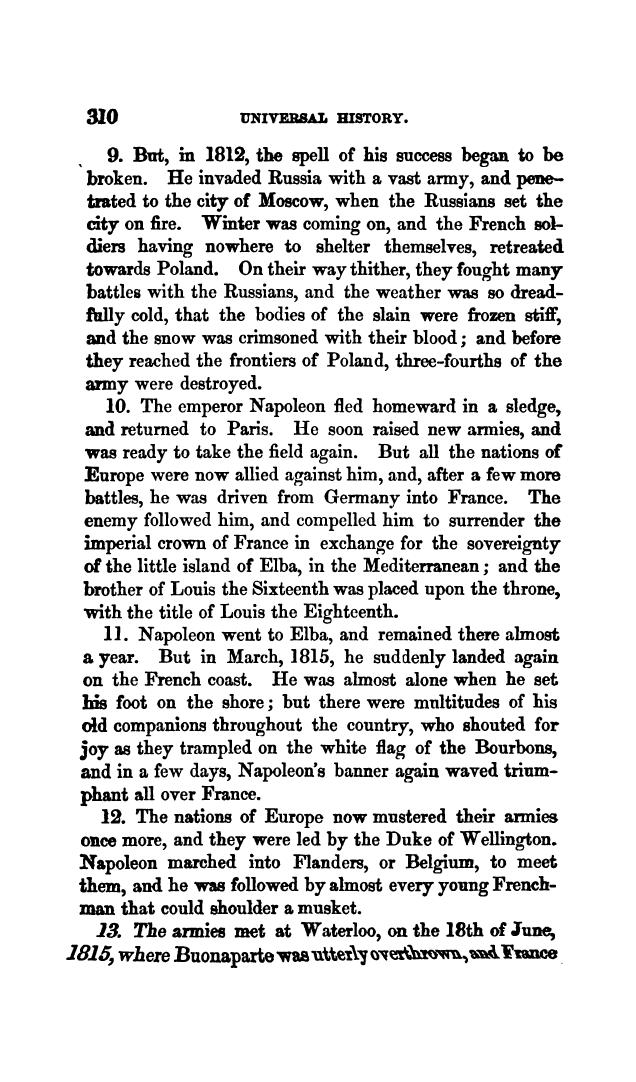 310 UNIVERSAL HISTORY.
9. But, in 1812, the spell of his success began to be
broken. He invaded Russia with a vast army, and pene-
trated to the city of Moscow, when the Russians set the
city on fire. Winter was coming on, and the French sol-
diers having nowhere to shelter themselves, retreated
towards Poland. On their way thither, they fought many
battles with the Russians, and the weather was so dread-
fully cold, that the bodies of the slain were frozen stiff,
and the snow was crimsoned with their blood; and before
they reached the frontiers of Poland, three-fourths of the
army were destroyed.
10. The emperor Napoleon fled homeward in a sledge,
and returned to Paris. He soon raised new armies, and
was ready to take the field again. But all the nations of
Europe were now allied against him, and, after a few more
battles, he was driven from Germany into France. The
enemy followed him, and compelled him to surrender the
imperial crown of France in exchange for the sovereignty
of the little island of Elba, in the Mediterranean; and the
brother of Louis the Sixteenth was placed upon the throne,
with the title of Louis the Eighteenth.
11. Napoleon went to Elba, and remained there almost
a year. But in March, 1815, he suddenly landed again
on the French coast. He was almost alone when he set
his foot on the shore; but there were multitudes of his
old companions throughout the country, who shouted for
joy as they trampled on the white flag of the Bourbons,
and in a few days, Napoleon's banner again waved trium-
phant all over France.
12. The nations of Europe now mustered their armies
once more, and they were led by the Duke of Wellington.
Napoleon marched into Flanders, or Belgium, to meet
them, and he was followed by almost every young French-
man that could shoulder a musket.
13. The armies met at Waterloo, on the 18th of June,
1815, where Buonaparte was utterly overthrown, and France